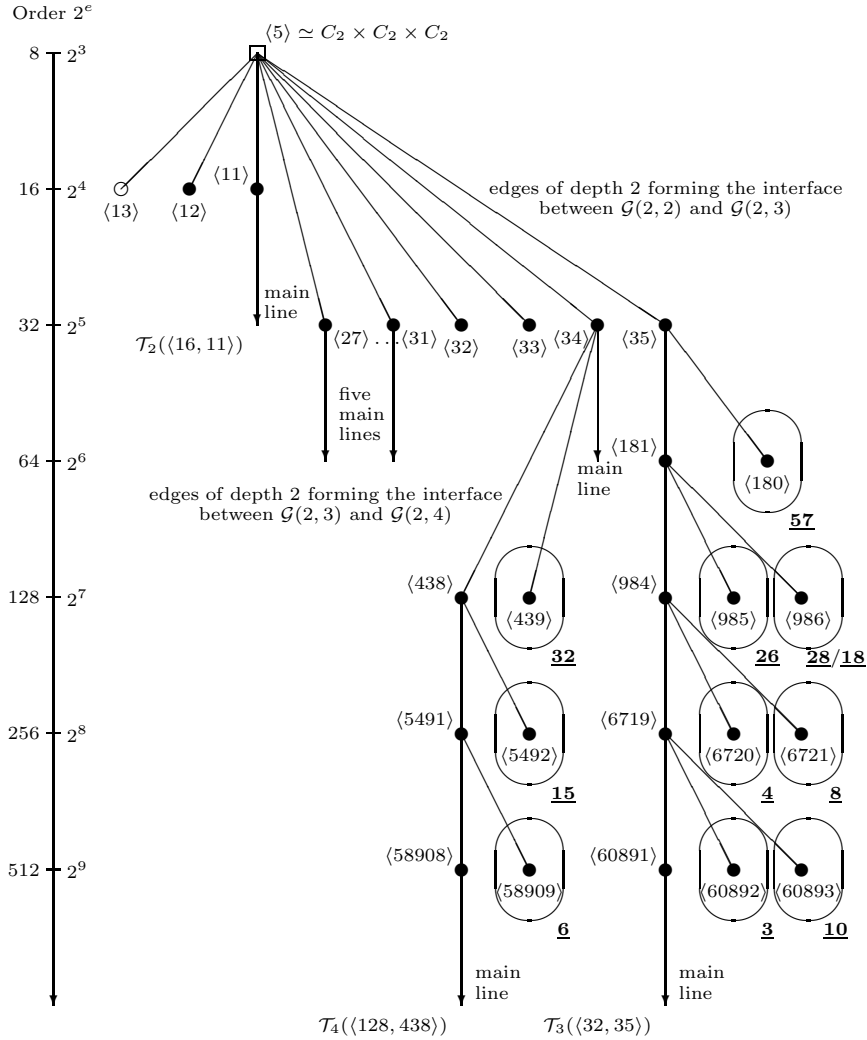 Order 2^e
⟨5⟩ ≃ C_2 × C_2 × C_2
8 2^3
⟨11⟩
16 2^4
⟨13⟩ ⟨12⟩
edges of depth 2 forming the interface
between G(2, 2) and G(2, 3)
main
line
32 2^5
T_2(⟨16, 11⟩)
⟨27⟩ ...⟨31⟩ ⟨32⟩ ⟨33⟩ ⟨34⟩ ⟨35⟩
five
main
lines
⟨181⟩
64 2^6
main
line
⟨180⟩
57
edges of depth 2 forming the interface
between G(2, 3) and G(2, 4)
⟨438⟩ ⟨984⟩
128 2^7
⟨439⟩ ⟨985⟩ ⟨986⟩
32 26 28/18
⟨5491⟩ ⟨6719⟩
256 2^8
⟨5492⟩ ⟨6720⟩ ⟨6721⟩
15 4 8
⟨58908⟩ ⟨60891⟩
512 2^9
⟨58909⟩ ⟨60892⟩ ⟨60893⟩
6 3 10
main main
line line
T_4(⟨128, 438⟩) T_3(⟨32, 35⟩)